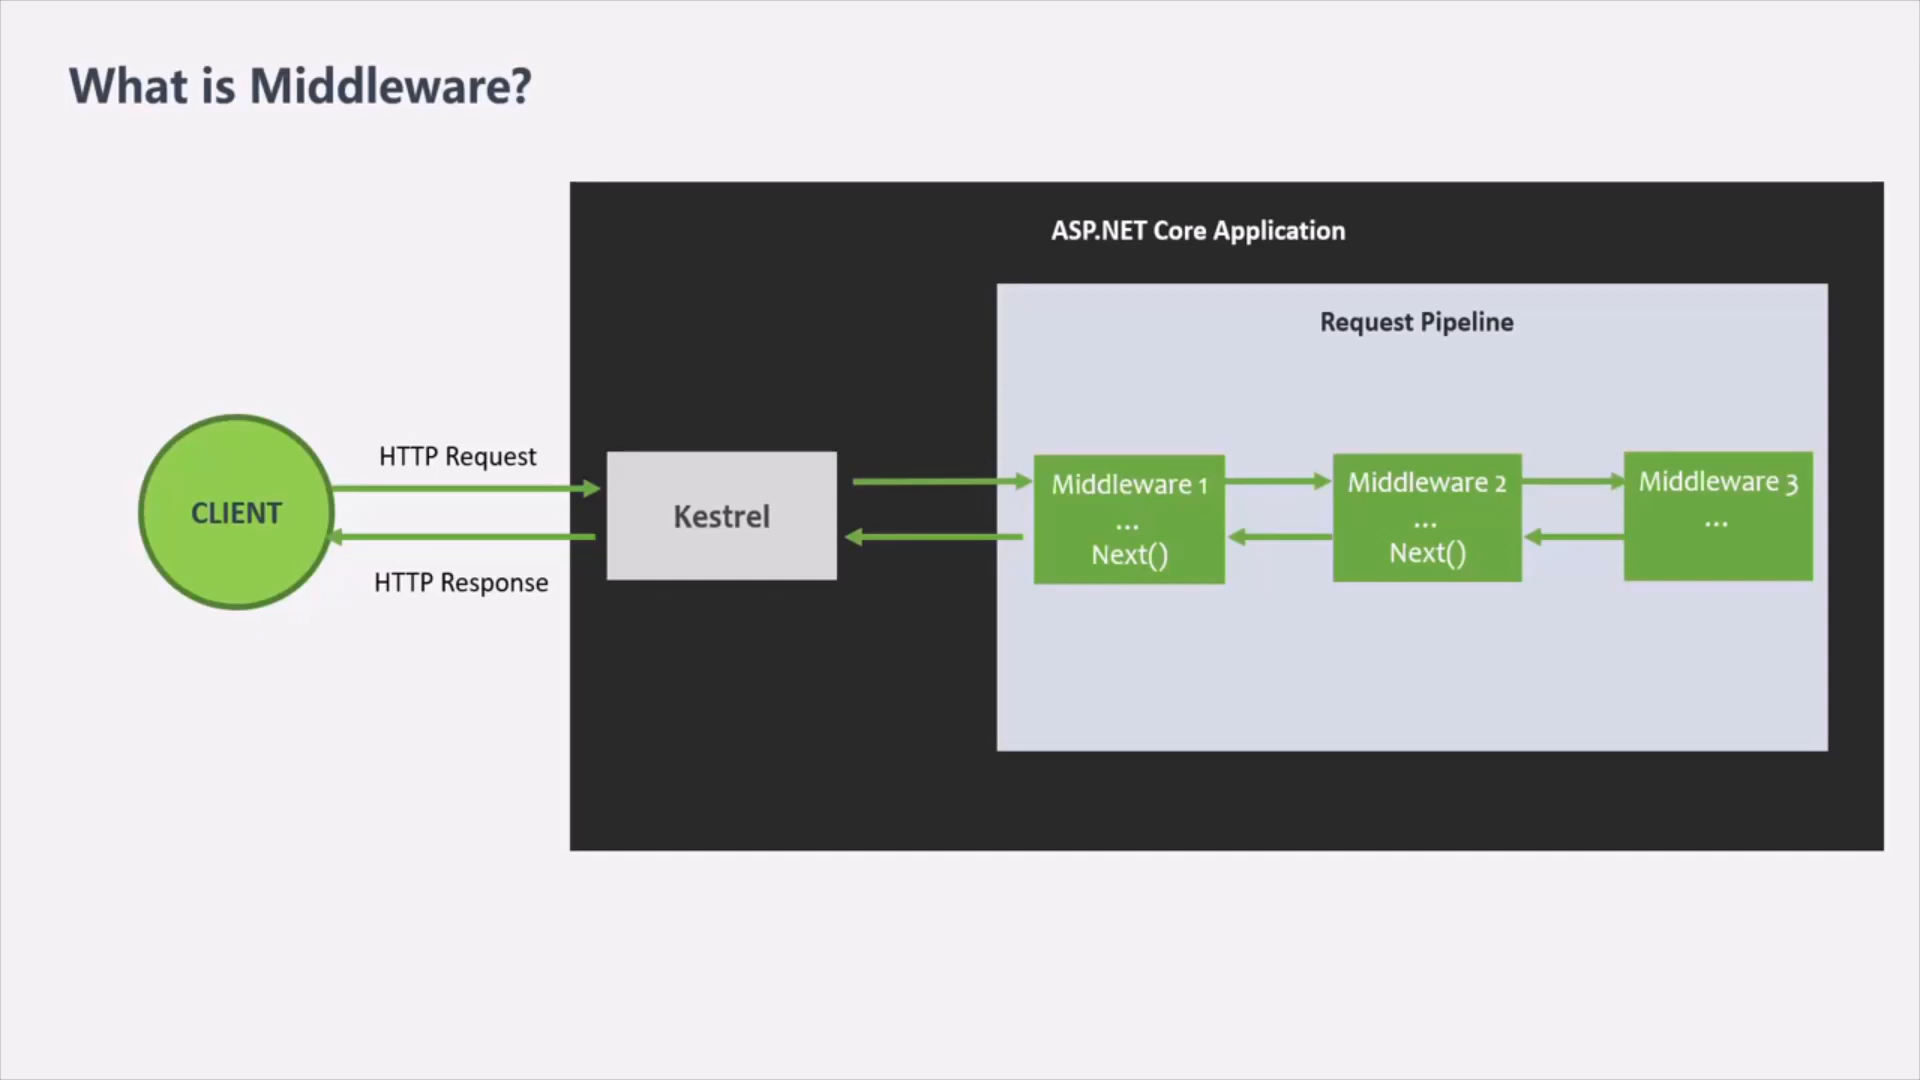 What is Middleware?
ASP.NET Core Application
Request Pipeline
CLIENT
HTTP Request
HTTP Response
Kestrel
Middleware 1
...
Next()
Middleware 2
...
Next()
Middleware 3
...